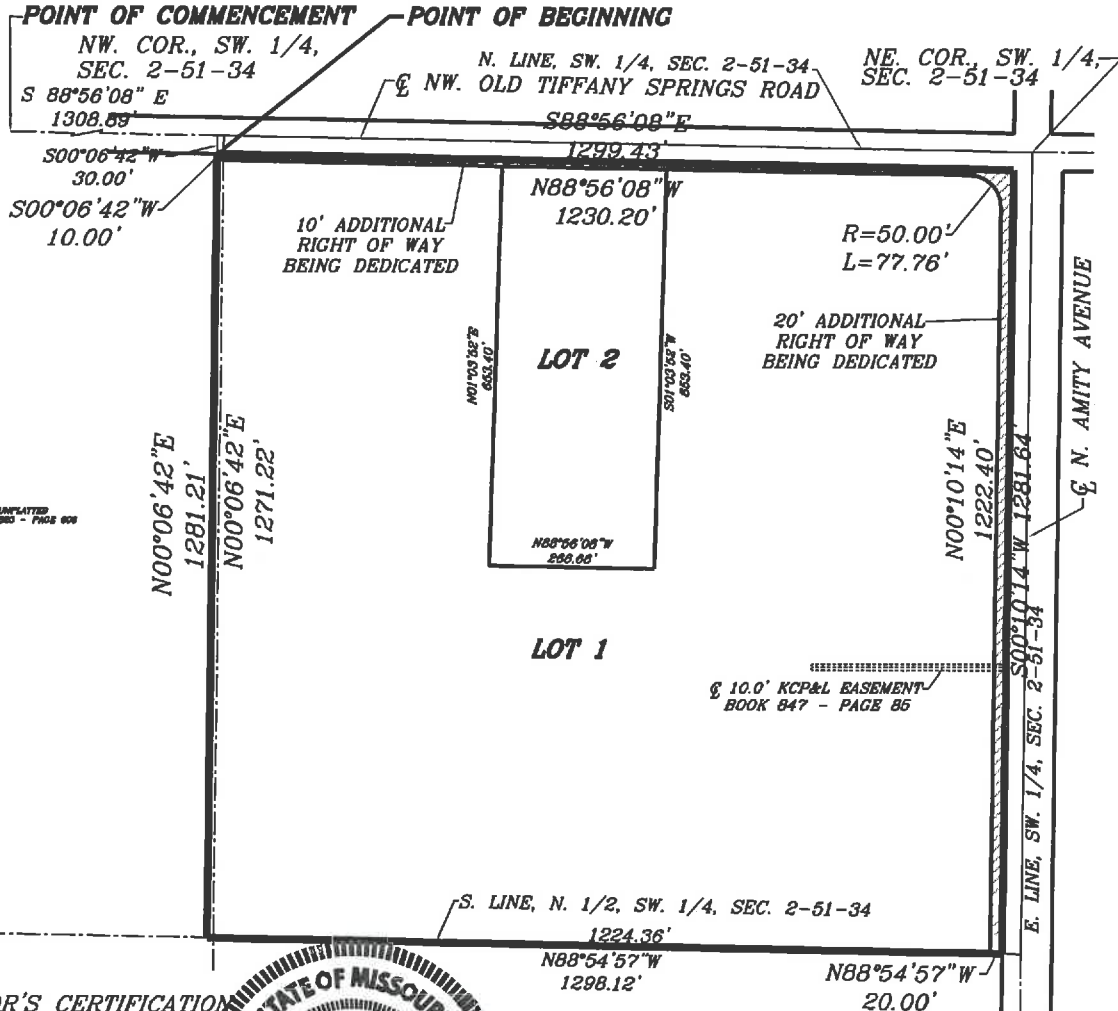 POINT OF COMMENCEMENT
POINT OF BEGINNING
NW. COR., SW. 1/4,
SEC. 2-51-34
S 88°56'08" E
1308.89'
N. LINE, SW. 1/4, SEC. 2-51-34
℄ NW. OLD TIFFANY SPRINGS ROAD
NE. COR., SW. 1/4,
SEC. 2-51-34
S88°56'08"E
1299.43'
S00°06'42"W
30.00'
S00°06'42"W
10.00'
N88°56'08"W
1230.20'
10' ADDITIONAL
RIGHT OF WAY
BEING DEDICATED
R=50.00'
L=77.76'
20' ADDITIONAL
RIGHT OF WAY
BEING DEDICATED
℄ N. AMITY AVENUE
N01°03'52"E
653.40'
LOT 2
S01°03'52"W
653.40'
N00°06'42"E
1281.21'
N00°06'42"E
1271.22'
N00°10'14"E
1222.40'
S00°10'14"W 1281.64'
UNPLATTED
N88°56'08"W
266.66'
LOT 1
℄ 10.0' KCP&L EASEMENT
BOOK 847 - PAGE 85
E. LINE, SW. 1/4, SEC. 2-51-34
S. LINE, N. 1/2, SW. 1/4, SEC. 2-51-34
1224.36'
N88°54'57"W
1298.12'
N88°54'57"W
20.00'
OR'S CERTIFICATION
STATE OF MISSOUR